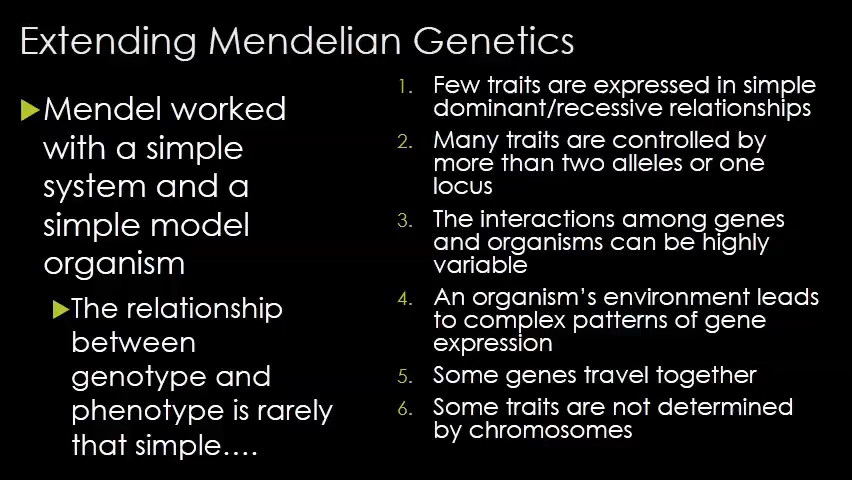 Extending Mendelian Genetics
▶Mendel worked
with a simple
system and a
simple model
organism
▶The relationship
between
genotype and
phenotype is rarely
that simple….
1. Few traits are expressed in simple
dominant/recessive relationships
2. Many traits are controlled by
more than two alleles or one
locus
3. The interactions among genes
and organisms can be highly
variable
4. An organism’s environment leads
to complex patterns of gene
expression
5. Some genes travel together
6. Some traits are not determined
by chromosomes